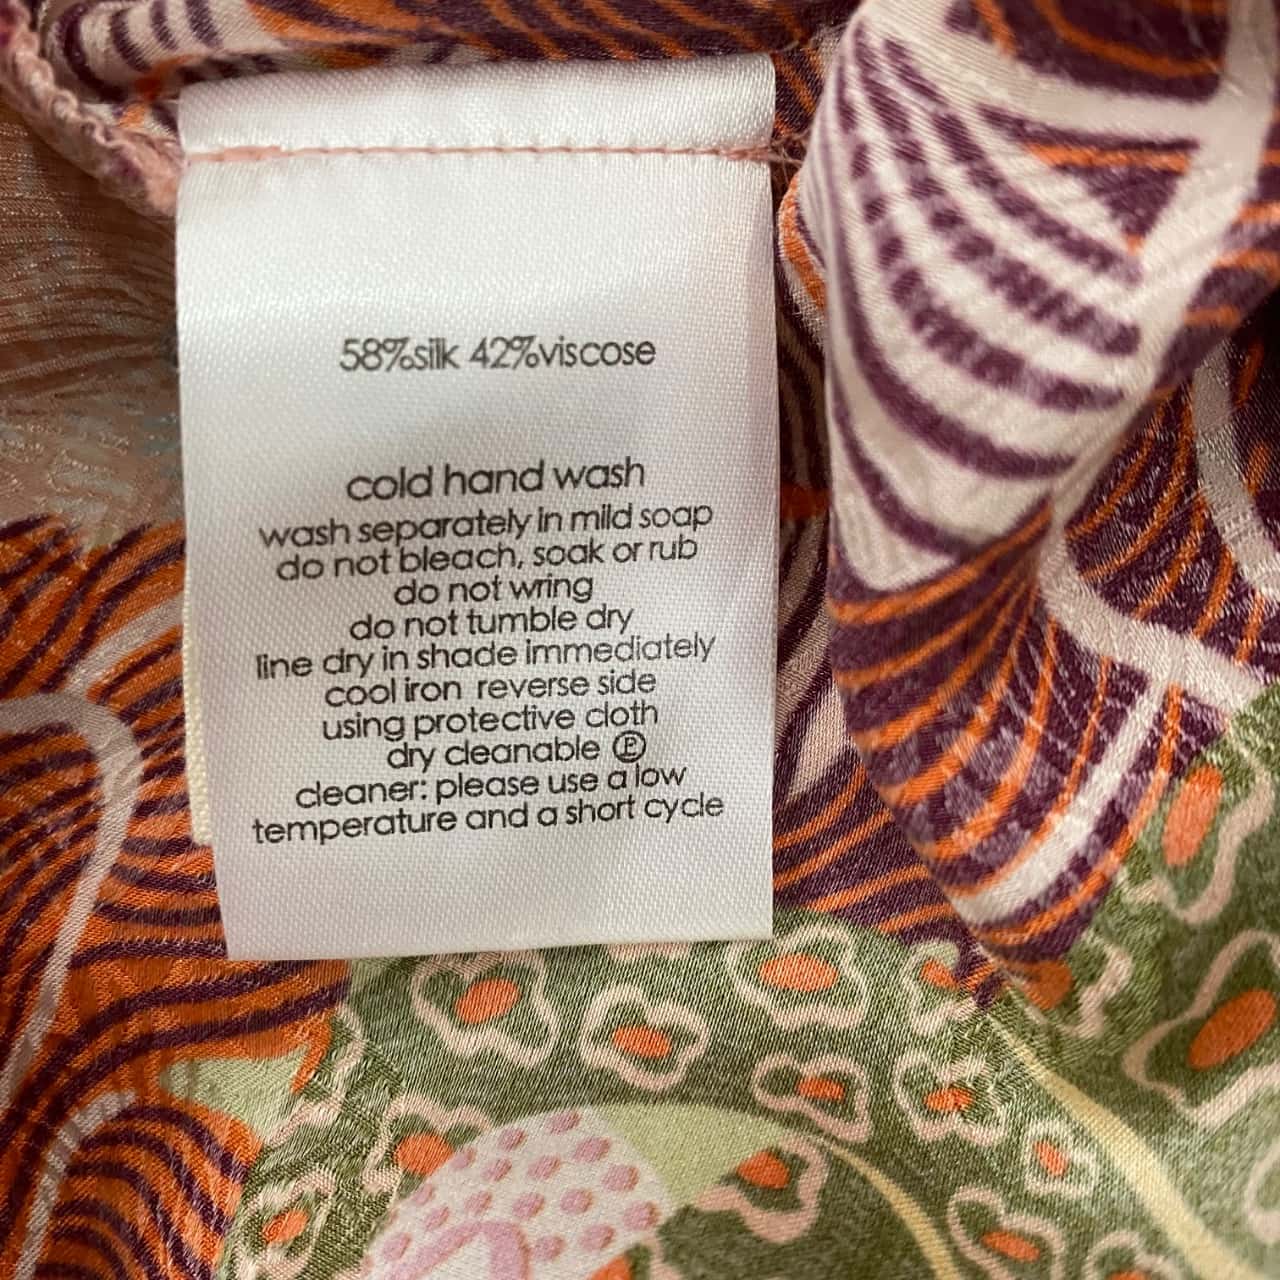 58%silk 42%viscose
cold hand wash
wash separately in mild soap
do not bleach, soak or rub
do not wring
do not tumble dry
line dry in shade immediately
cool iron reverse side
using protective cloth
dry cleanable Ⓟ
cleaner: please use a low
temperature and a short cycle